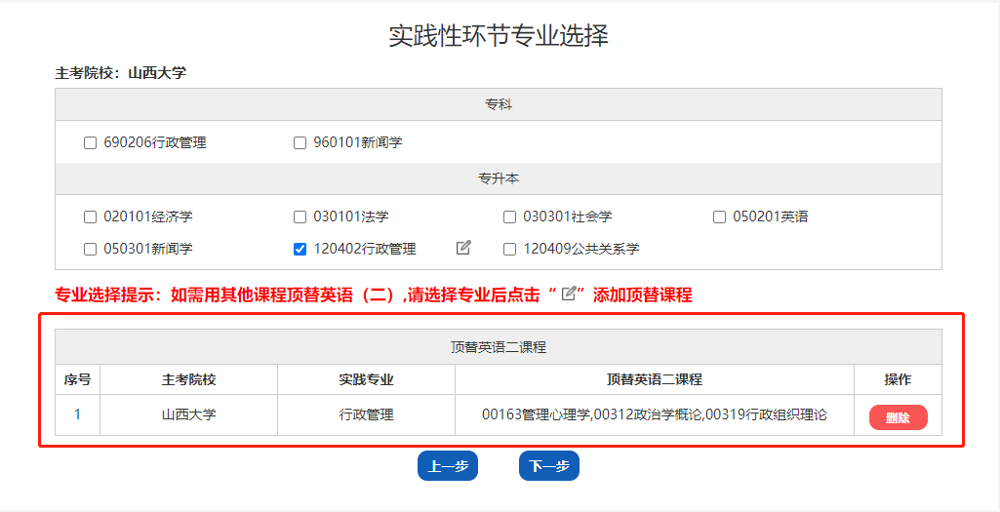 实践性环节专业选择
主考院校：山西大学
专科
690206行政管理 960101新闻学
专升本
020101经济学 030101法学 030301社会学 050201英语
050301新闻学 120402行政管理 120409公共关系学
专业选择提示：如需用其他课程顶替英语（二）,请选择专业后点击“ ”添加顶替课程
顶替英语二课程
序号 主考院校 实践专业 顶替英语二课程 操作
1 山西大学 行政管理 00163管理心理学,00312政治学概论,00319行政组织理论 删除
上一步 下一步